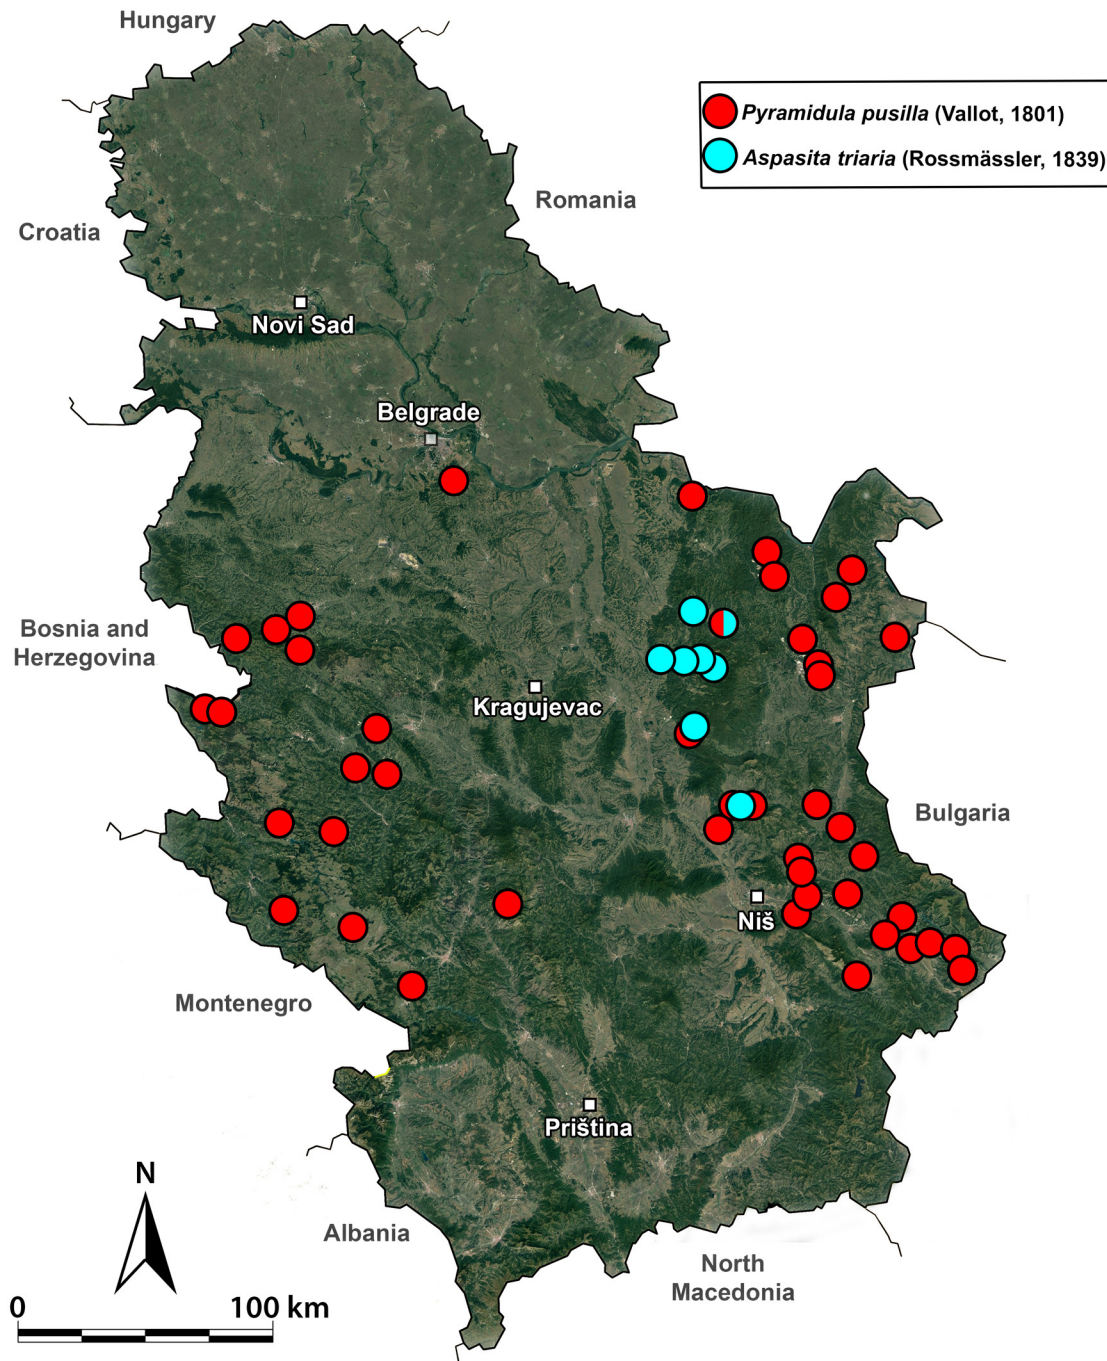 Hungary
Pyramidula pusilla (Vallot, 1801)
Aspasita triaria (Rossmässler, 1839)
Romania
Croatia
Novi Sad
Belgrade
Bosnia and
Herzegovina
Kragujevac
Bulgaria
Niš
Montenegro
Priština
N
Albania
North
Macedonia
0
100 km